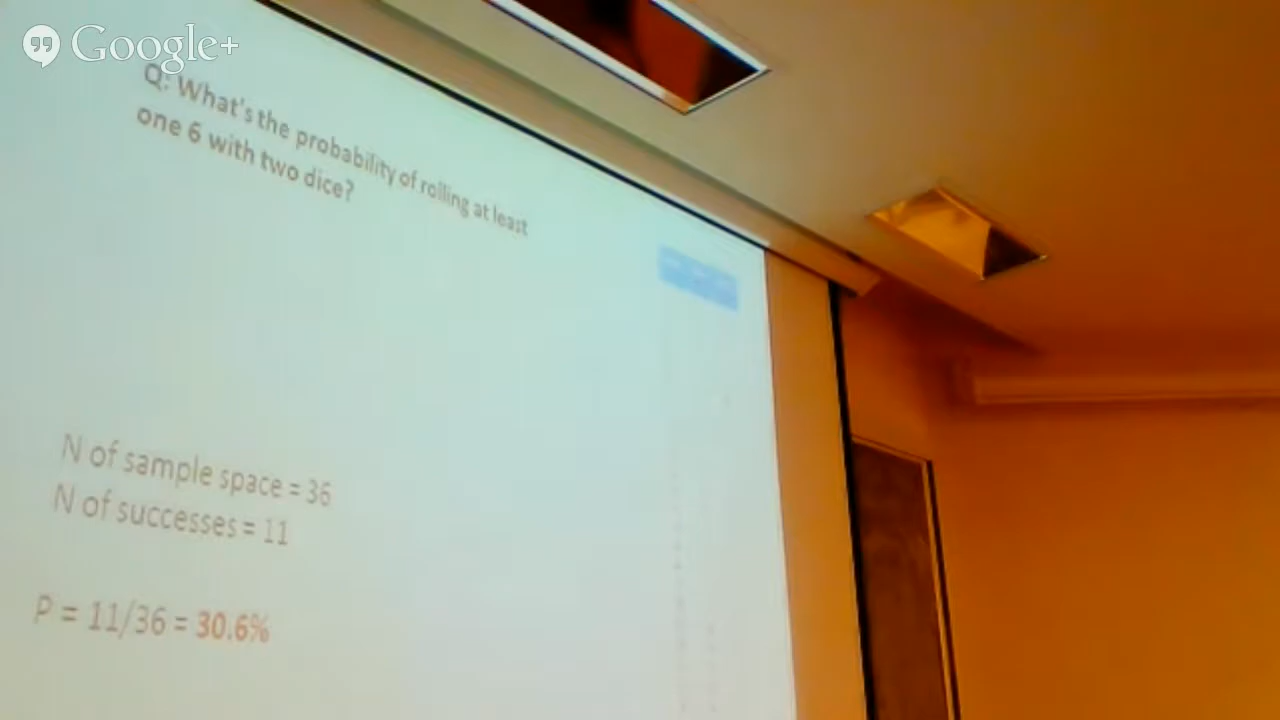 Google+
Q: What's the probability of rolling at least
one 6 with two dice?
N of sample space = 36
N of successes = 11
P = 11/36 = 30.6%